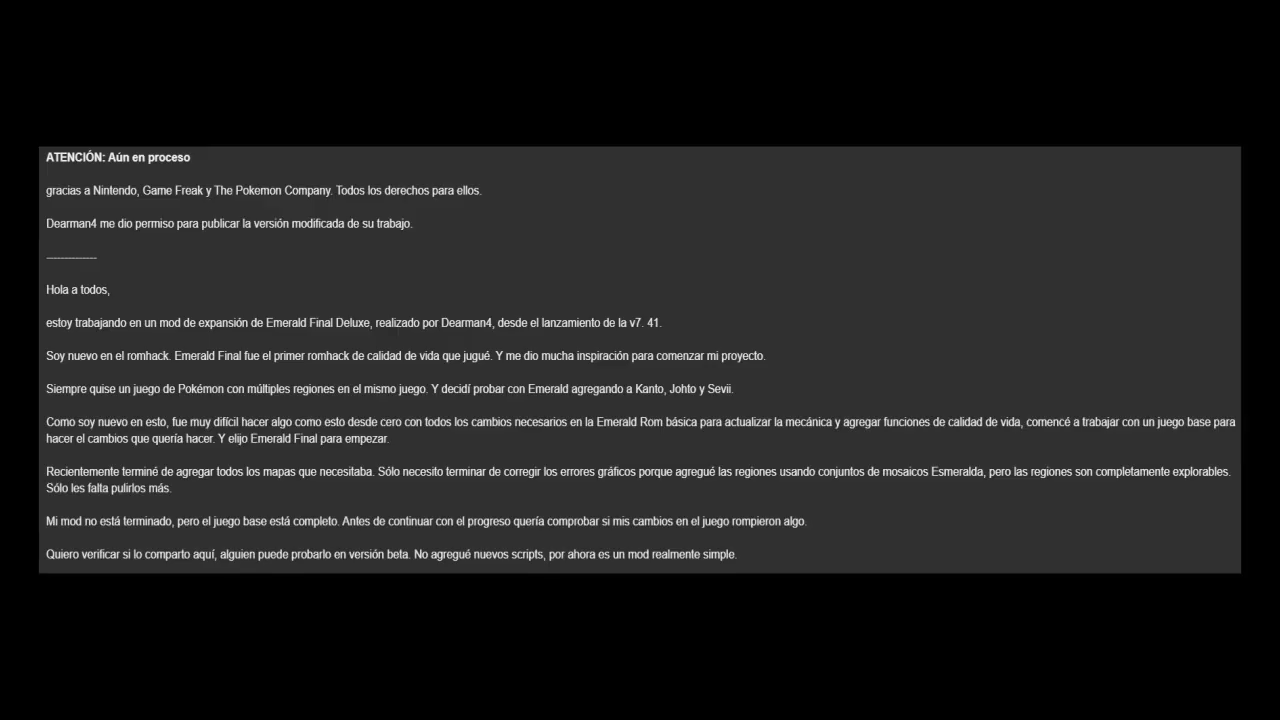 ATENCIÓN: Aún en proceso
gracias a Nintendo, Game Freak y The Pokemon Company. Todos los derechos para ellos.
Dearman4 me dio permiso para publicar la versión modificada de su trabajo.
---------------
Hola a todos,
estoy trabajando en un mod de expansión de Emerald Final Deluxe, realizado por Dearman4, desde el lanzamiento de la v7. 41.
Soy nuevo en el romhack. Emerald Final fue el primer romhack de calidad de vida que jugué. Y me dio mucha inspiración para comenzar mi proyecto.
Siempre quise un juego de Pokémon con múltiples regiones en el mismo juego. Y decidí probar con Emerald agregando a Kanto, Johto y Sevii.
Como soy nuevo en esto, fue muy difícil hacer algo como esto desde cero con todos los cambios necesarios en la Emerald Rom básica para actualizar la mecánica y agregar funciones de calidad de vida, comencé a trabajar con un juego base para
hacer el cambios que quería hacer. Y elijo Emerald Final para empezar.
Recientemente terminé de agregar todos los mapas que necesitaba. Sólo necesito terminar de corregir los errores gráficos porque agregué las regiones usando conjuntos de mosaicos Esmeralda, pero las regiones son completamente explorables.
Sólo les falta pulirlos más.
Mi mod no está terminado, pero el juego base está completo. Antes de continuar con el progreso quería comprobar si mis cambios en el juego rompieron algo.
Quiero verificar si lo comparto aquí, alguien puede probarlo en versión beta. No agregué nuevos scripts, por ahora es un mod realmente simple.